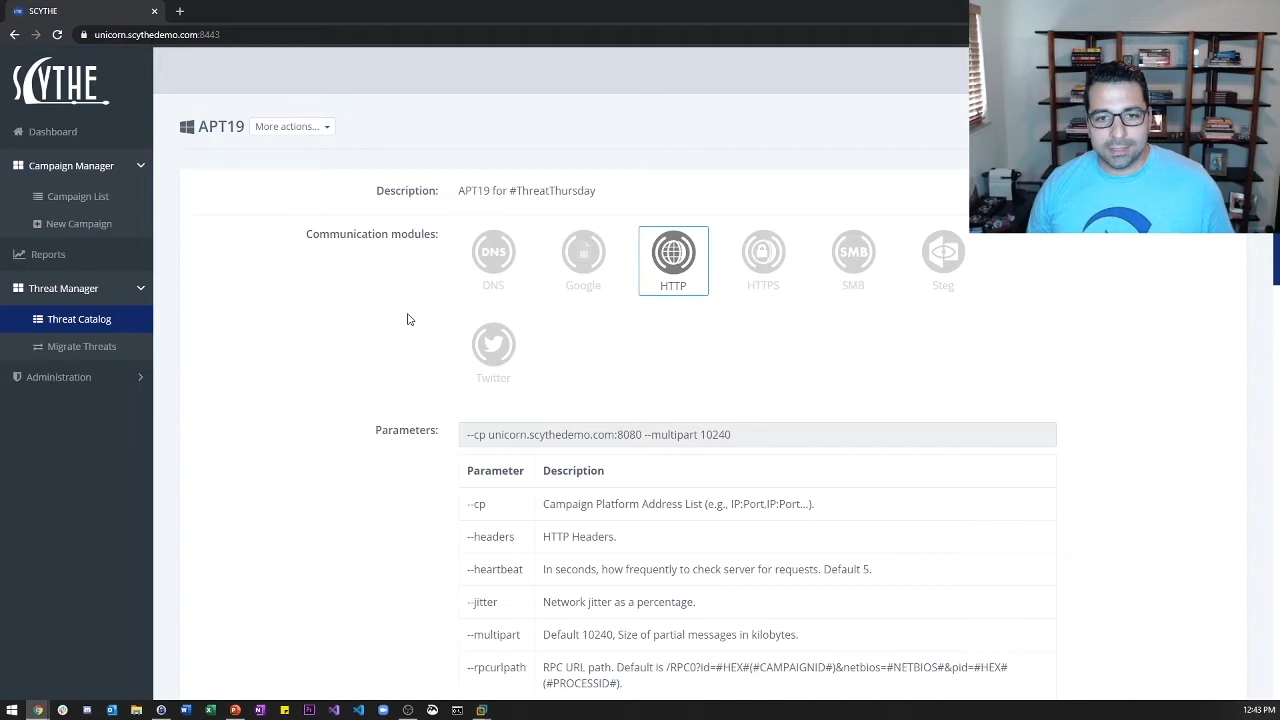 SCYTHE
unicorn.scythedemo.com:8443
SCYTHE
Dashboard
Campaign Manager
Campaign List
New Campaign
Reports
Threat Manager
Threat Catalog
Migrate Threats
Administration
APT19 More actions...
Description: APT19 for #ThreatThursday
Communication modules:
DNS SMB
DNS Google HTTP HTTPS SMB Steg
Twitter
Parameters: --cp unicorn.scythedemo.com:8080 --multipart 10240
Parameter Description
--cp Campaign Platform Address List (e.g., IP:Port,IP:Port...).
--headers HTTP Headers.
--heartbeat In seconds, how frequently to check server for requests. Default 5.
--jitter Network jitter as a percentage.
--multipart Default 10240, Size of partial messages in kilobytes.
--rpcurlpath RPC URL path. Default is /RPC0?id=#HEX#(#CAMPAIGNID#)&netbios=#NETBIOS#&pid=#HEX#
(#PROCESSID#).
12:43 PM